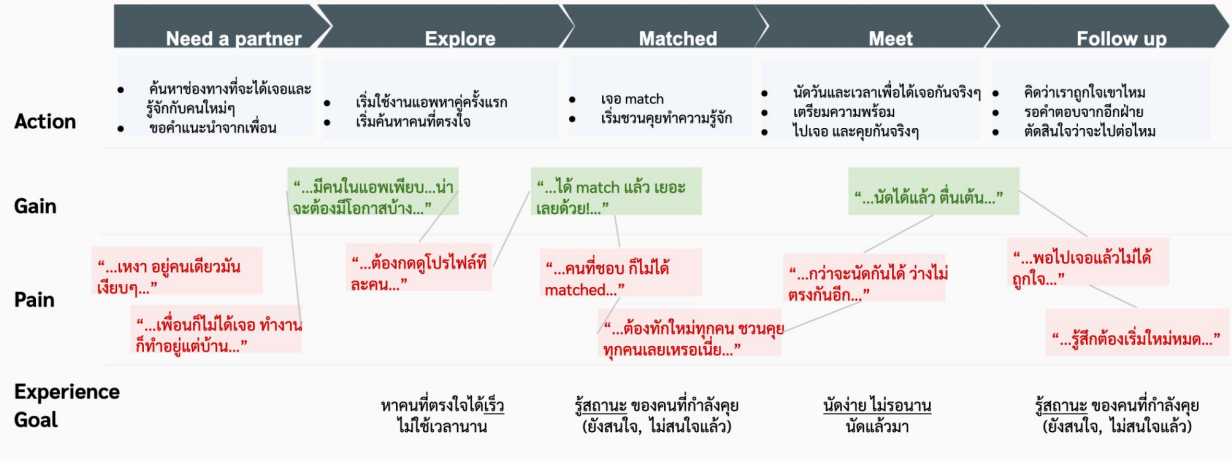 Need a partner
Explore
Matched
Meet
Follow up
Action
• ค้นหาช่องทางที่จะได้เจอและ
รู้จักกับคนใหม่ๆ
• ขอคำแนะนำจากเพื่อน
• เริ่มใช้งานแอพหาคู่ครั้งแรก
• เริ่มค้นหาคนที่ตรงใจ
• เจอ match
• เริ่มชวนคุยทำความรู้จัก
• นัดวันและเวลาเพื่อได้เจอกันจริงๆ
• เตรียมความพร้อม
• ไปเจอ และคุยกันจริงๆ
• คิดว่าเราถูกใจเขาไหม
• รอคำตอบจากอีกฝ่าย
• ตัดสินใจว่าจะไปต่อไหม
Gain
“...มีคนในแอพเพียบ...น่า
จะต้องมีโอกาสบ้าง...”
“...ได้ match แล้ว เยอะ
เลยด้วย!...”
“...นัดได้แล้ว ตื่นเต้น...”
Pain
“...เหงา อยู่คนเดียวมัน
เงียบๆ...”
“...เพื่อนก็ไม่ได้เจอ ทำงาน
ก็ทำอยู่แต่บ้าน...”
“...ต้องกดดูโปรไฟล์ที
ละคน...”
“...คนที่ชอบ ก็ไม่ได้
matched...”
“...ต้องทักใหม่ทุกคน ชวนคุย
ทุกคนเลยเหรอเนี่ย...”
“...กว่าจะนัดกันได้ ว่างไม่
ตรงกันอีก...”
“...พอไปเจอแล้วไม่ได้
ถูกใจ...”
“...รู้สึกต้องเริ่มใหม่หมด...”
Experience
Goal
หาคนที่ตรงใจได้เร็ว
ไม่ใช้เวลานาน
รู้สถานะ ของคนที่กำลังคุย
(ยังสนใจ, ไม่สนใจแล้ว)
นัดง่าย ไม่รอนาน
นัดแล้วมา
รู้สถานะ ของคนที่กำลังคุย
(ยังสนใจ, ไม่สนใจแล้ว)